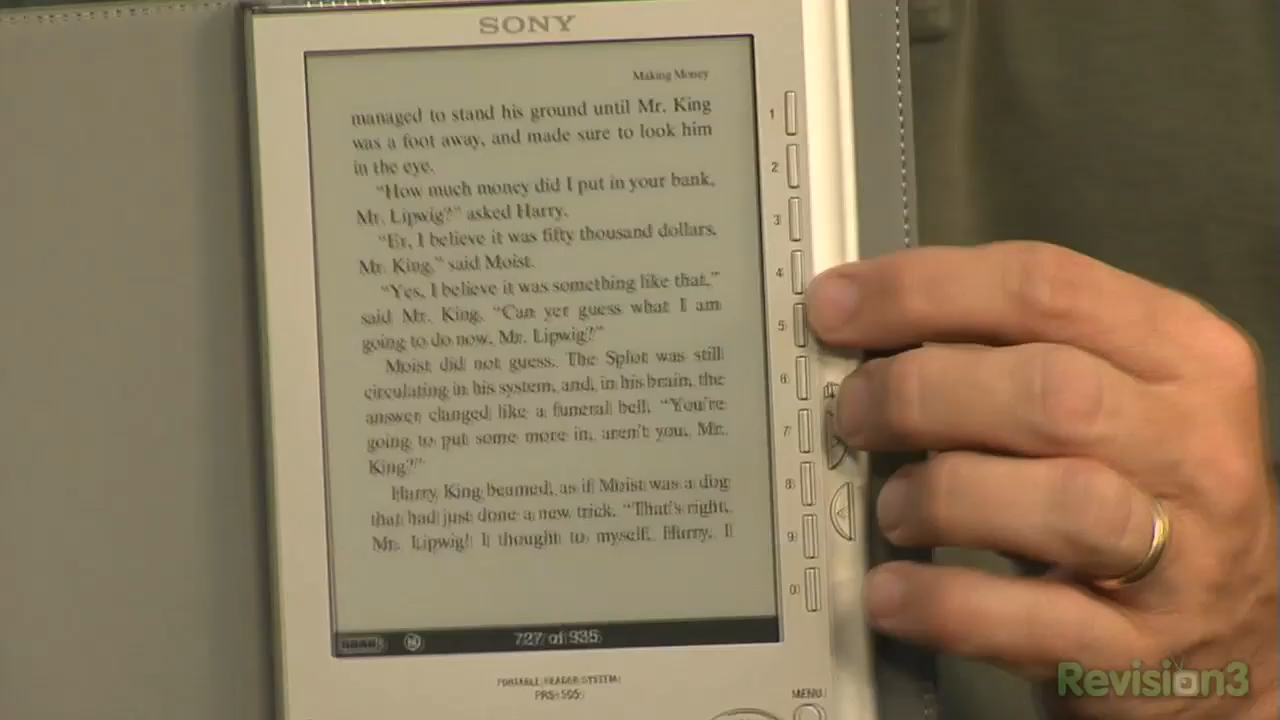 SONY
Making Money
managed to stand his ground until Mr. King
was a foot away, and made sure to look him
in the eye.
“How much money did I put in your bank,
Mr. Lipwig?” asked Harry.
“Er, I believe it was fifty thousand dollars,
Mr. King,” said Moist.
“Yes, I believe it was something like that,”
said Mr. King. “Can yer guess what I am
going to do now, Mr. Lipwig?”
Moist did not guess. The Splot was still
circulating in his system, and, in his brain, the
answer clanged like a funeral bell. “You’re
going to put some more in, aren’t you, Mr.
King?”
Harry King beamed, as if Moist was a dog
that had just done a new trick. “That’s right,
Mr. Lipwig! I thought to myself, Harry, I
727 of 935
1
2
3
4
5
6
7
8
9
0
PORTABLE READER SYSTEM
PRS-505
MENU
Revision3